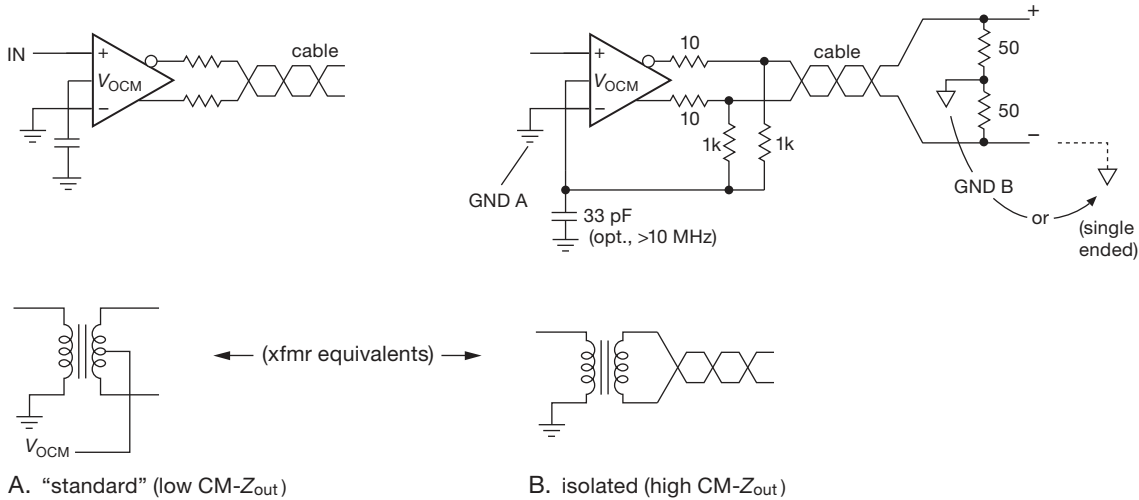 IN
+
V_OCM
−
cable
+
V_OCM
−
10
10
cable
1k
1k
GND A
33 pF
(opt., >10 MHz)
+
50
50
−
GND B
or
(single
ended)
(xfmr equivalents)
V_OCM
A. “standard” (low CM-Z_out)
B. isolated (high CM-Z_out)